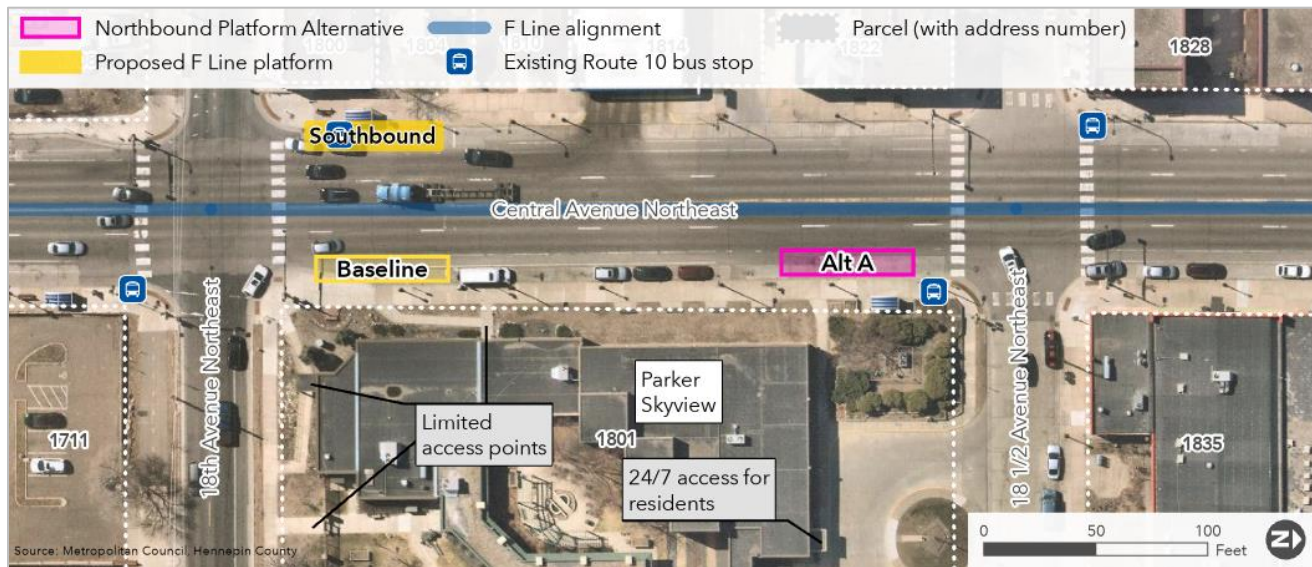 Northbound Platform Alternative
F Line alignment
Parcel (with address number)
Proposed F Line platform
Existing Route 10 bus stop
1800
1804
1810
1814
1822
1828
Southbound
Central Avenue Northeast
Baseline
Alt A
18th Avenue Northeast
18 1/2 Avenue Northeast
Parker
Skyview
Limited
access points
1711
1801
1835
24/7 access for
residents
0 50 100
Feet
N
Source: Metropolitan Council, Hennepin County